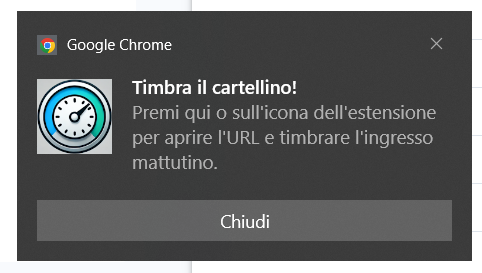 Google Chrome
Timbra il cartellino!
Premi qui o sull'icona dell'estensione
per aprire l'URL e timbrare l'ingresso
mattutino.
Chiudi